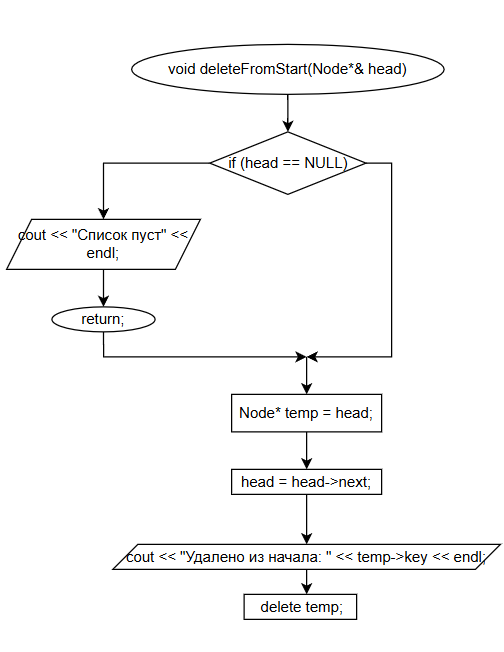 void deleteFromStart(Node*& head)
if (head == NULL)
cout << "Список пуст" <<
endl;
return;
Node* temp = head;
head = head->next;
cout << "Удалено из начала: " << temp->key << endl;
delete temp;